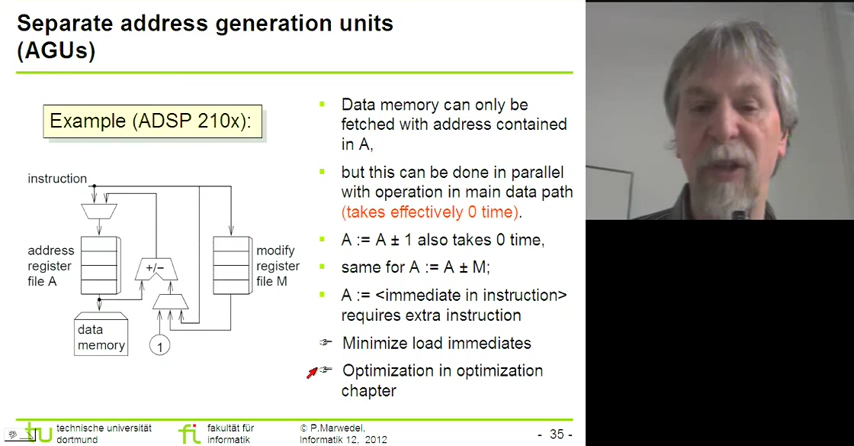 Separate address generation units
(AGUs)
Example (ADSP 210x):
instruction
address
register
file A
+/−
modify
register
file M
data
memory
1
Data memory can only be
fetched with address contained
in A,
but this can be done in parallel
with operation in main data path
(takes effectively 0 time).
A := A ± 1 also takes 0 time,
same for A := A ± M;
A := <immediate in instruction>
requires extra instruction
Minimize load immediates
Optimization in optimization
chapter
tu
technische universität
dortmund
fi
fakultät für
informatik
© P.Marwedel,
Informatik 12, 2012
- 35 -